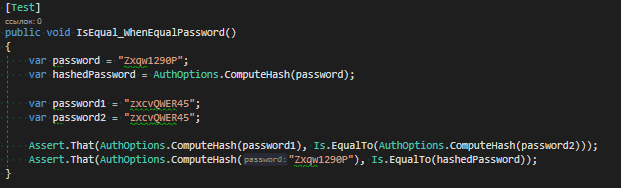 [Test]
ссылок: 0
public void IsEqual_WhenEqualPassword()
{
var password = "Zxqw1290P";
var hashedPassword = AuthOptions.ComputeHash(password);
var password1 = "zxcvQWER45";
var password2 = "zxcvQWER45";
Assert.That(AuthOptions.ComputeHash(password1), Is.EqualTo(AuthOptions.ComputeHash(password2)));
Assert.That(AuthOptions.ComputeHash(password:"Zxqw1290P"), Is.EqualTo(hashedPassword));
}